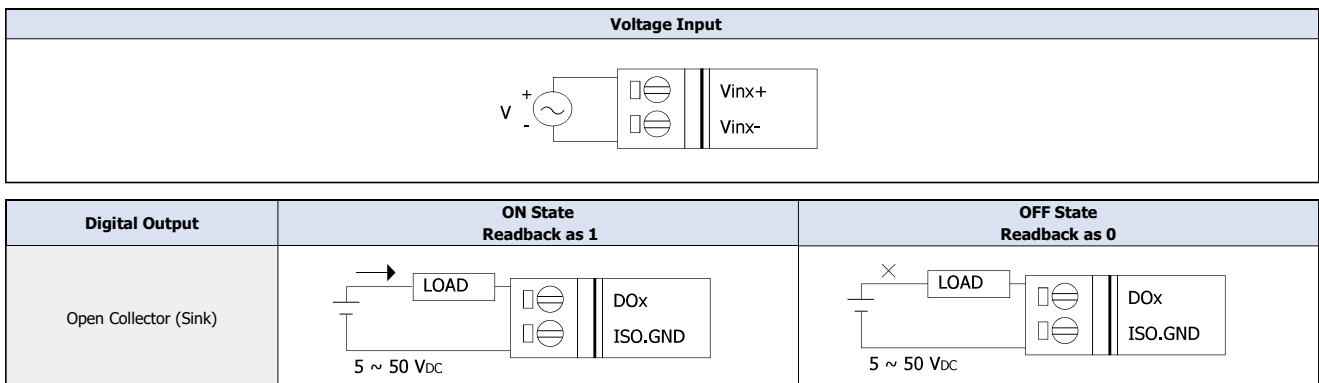 Voltage Input
+
V
-
Vinx+
Vinx-
Digital Output
ON State
Readback as 1
OFF State
Readback as 0
Open Collector (Sink)
LOAD
DOx
ISO.GND
5 ~ 50 VDC
LOAD
DOx
ISO.GND
5 ~ 50 VDC